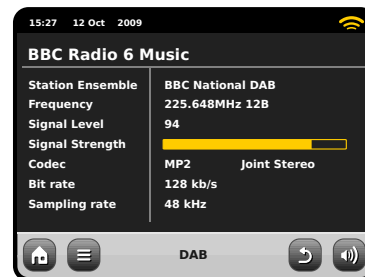 15:27 12 Oct 2009
BBC Radio 6 Music
Station Ensemble BBC National DAB
Frequency 225.648MHz 12B
Signal Level 94
Signal Strength
Codec MP2 Joint Stereo
Bit rate 128 kb/s
Sampling rate 48 kHz
DAB